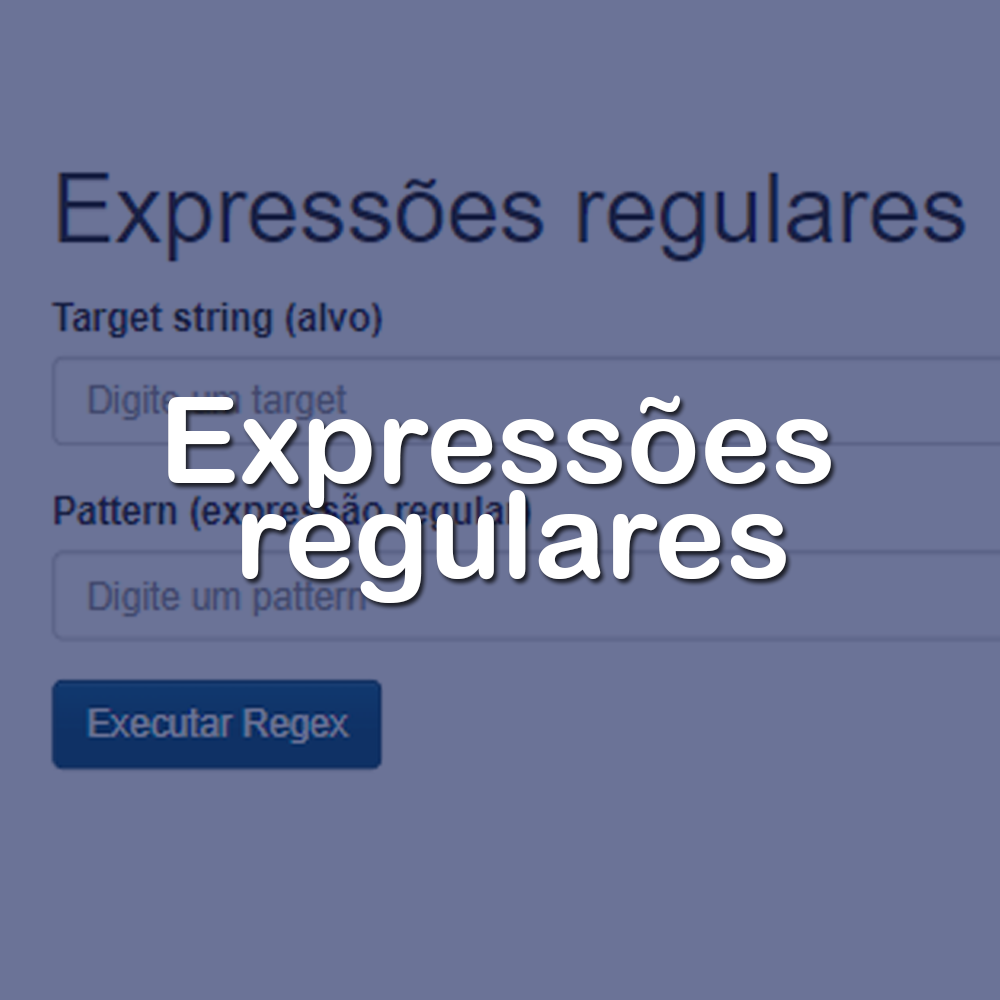 Expressões regulares
Target string (alvo)
Digite um target
Expressões
Pattern (expressão regular)
regulares
Digite um pattern
Executar Regex